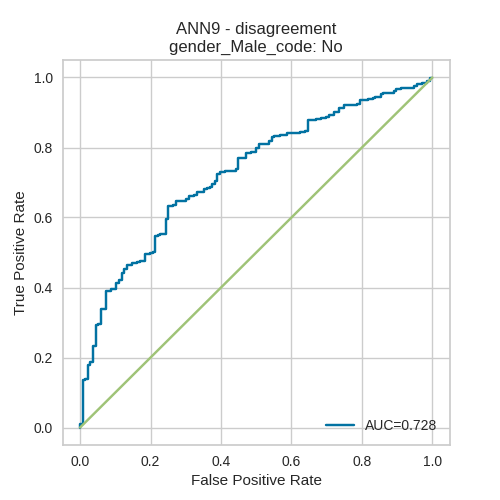 ANN9 - disagreement
gender_Male_code: No
True Positive Rate
1.0
0.8
0.6
0.4
0.2
0.0
AUC=0.728
0.0 0.2 0.4 0.6 0.8 1.0
False Positive Rate